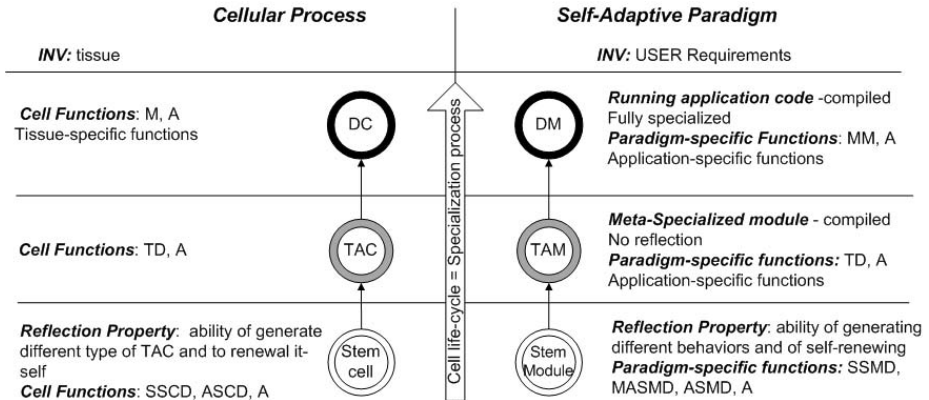 Cellular Process
Self-Adaptive Paradigm
INV: tissue
INV: USER Requirements
Cell Functions: M, A
Tissue-specific functions
DC
DM
Running application code -compiled
Fully specialized
Paradigm-specific Functions: MM, A
Application-specific functions
Cell life-cycle = Specialization process
Cell Functions: TD, A
TAC
TAM
Meta-Specialized module - compiled
No reflection
Paradigm-specific functions: TD, A
Application-specific functions
Reflection Property: ability of generate
different type of TAC and to renewal it-
self
Cell Functions: SSCD, ASCD, A
Stem
cell
Stem
Module
Reflection Property: ability of generating
different behaviors and of self-renewing
Paradigm-specific functions: SSMD,
MASMD, ASMD, A